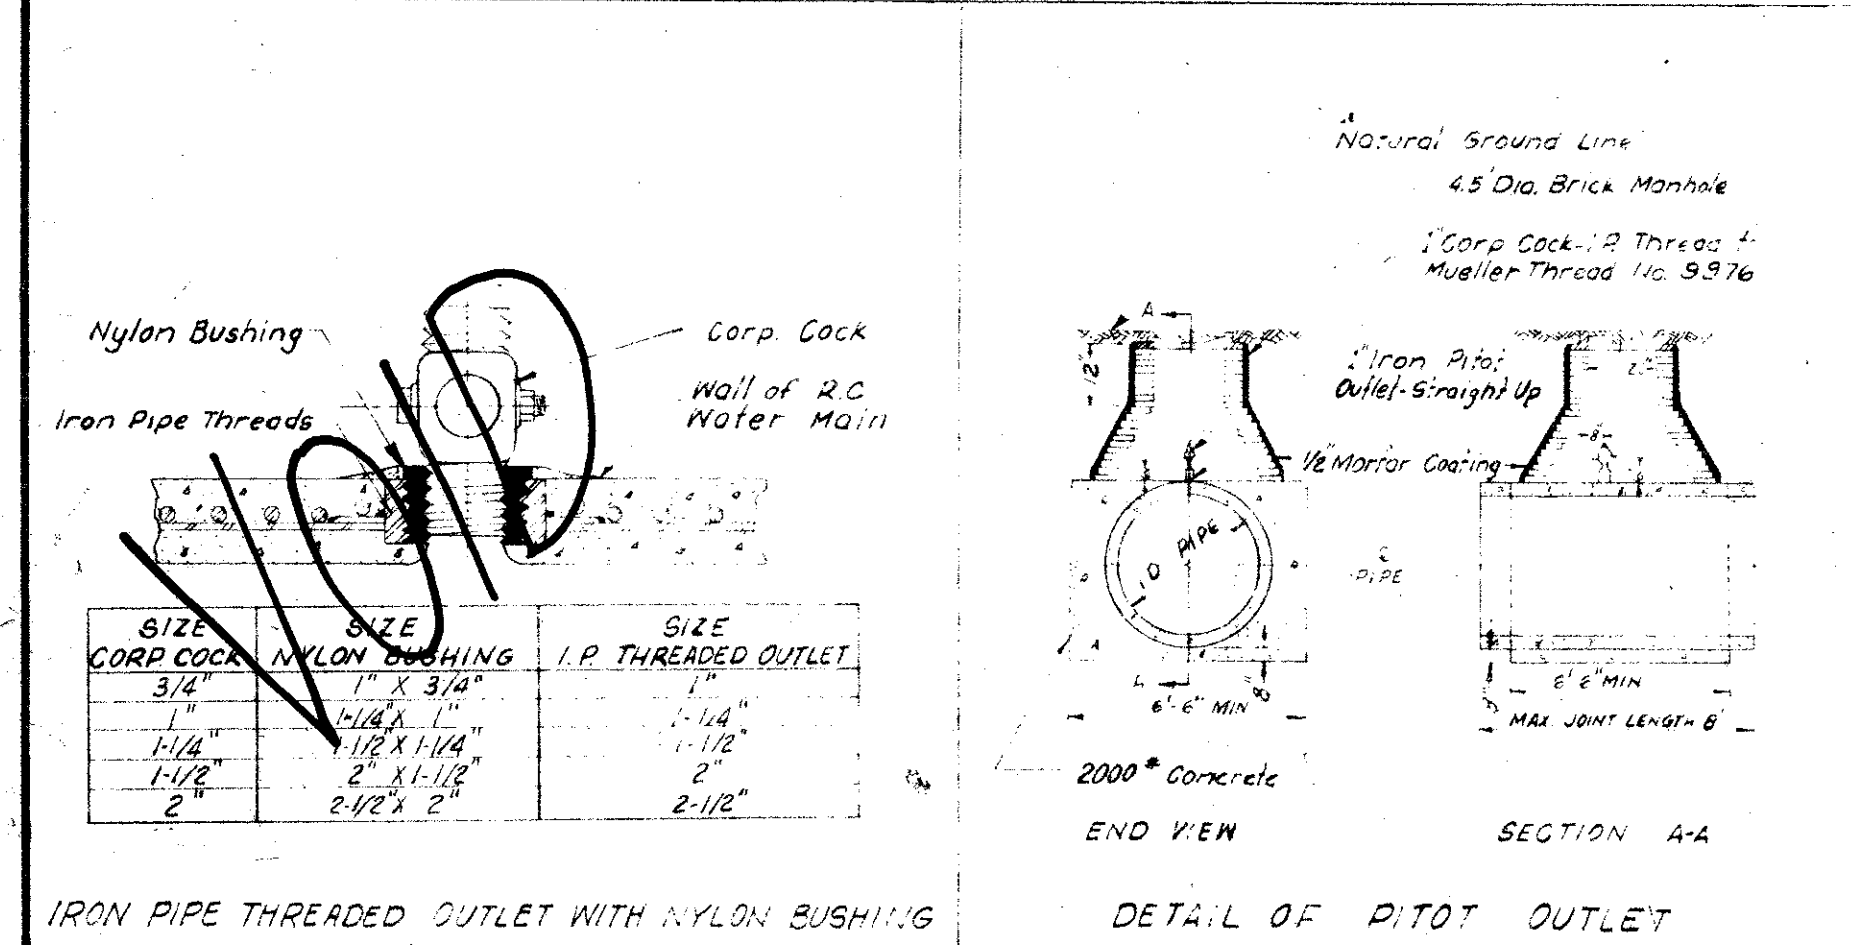 Nylon Bushing
Corp. Cock
Wall of R.C
Water Main
Iron Pipe Threads
VOID
SIZE CORP COCK | SIZE NYLON BUSHING | SIZE I.P. THREADED OUTLET
3/4" | 1" X 3/4" | 1"
1" | 1-1/4" X 1" | 1-1/4"
1-1/4" | 1-1/2" X 1-1/4" | 1-1/2"
1-1/2" | 2" X 1-1/2" | 2"
2" | 2-1/2" X 2" | 2-1/2"
IRON PIPE THREADED OUTLET WITH NYLON BUSHING
Natural Ground Line
4.5' Dia. Brick Manhole
1" Corp Cock-I.P. Thread
Mueller Thread No. 9976
A
12"
1" Iron Pitot
Outlet-Straight Up
8"
1/2" Mortar Coating
I.D. PIPE
℄
PIPE
8"
6'-6" MIN
MAX. JOINT LENGTH 8'
2000# Concrete
END VIEW
SECTION A-A
DETAIL OF PITOT OUTLET